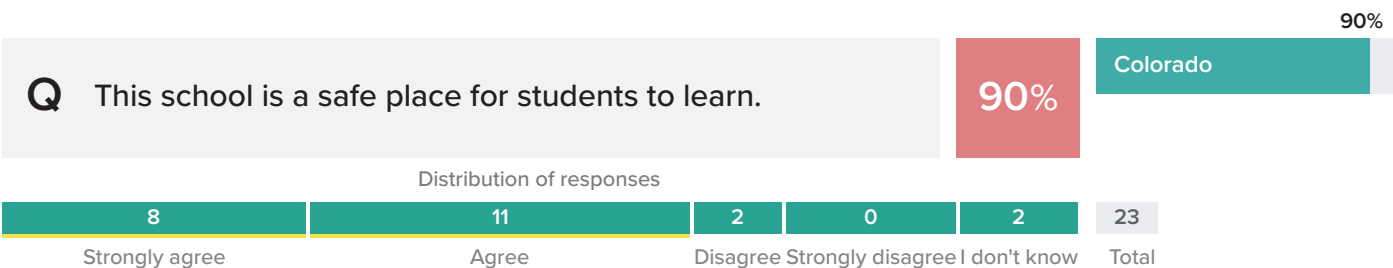 90%
Q This school is a safe place for students to learn.
90%
Colorado
Distribution of responses
8 11 2 0 2 23
Strongly agree Agree Disagree Strongly disagree I don't know Total